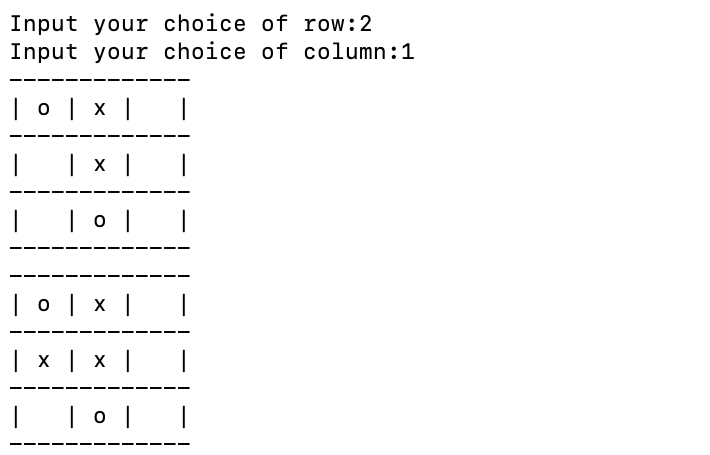 Input your choice of row:2
Input your choice of column:1
-------------
| o | x |   |
-------------
|   | x |   |
-------------
|   | o |   |
-------------
-------------
| o | x |   |
-------------
| x | x |   |
-------------
|   | o |   |
-------------